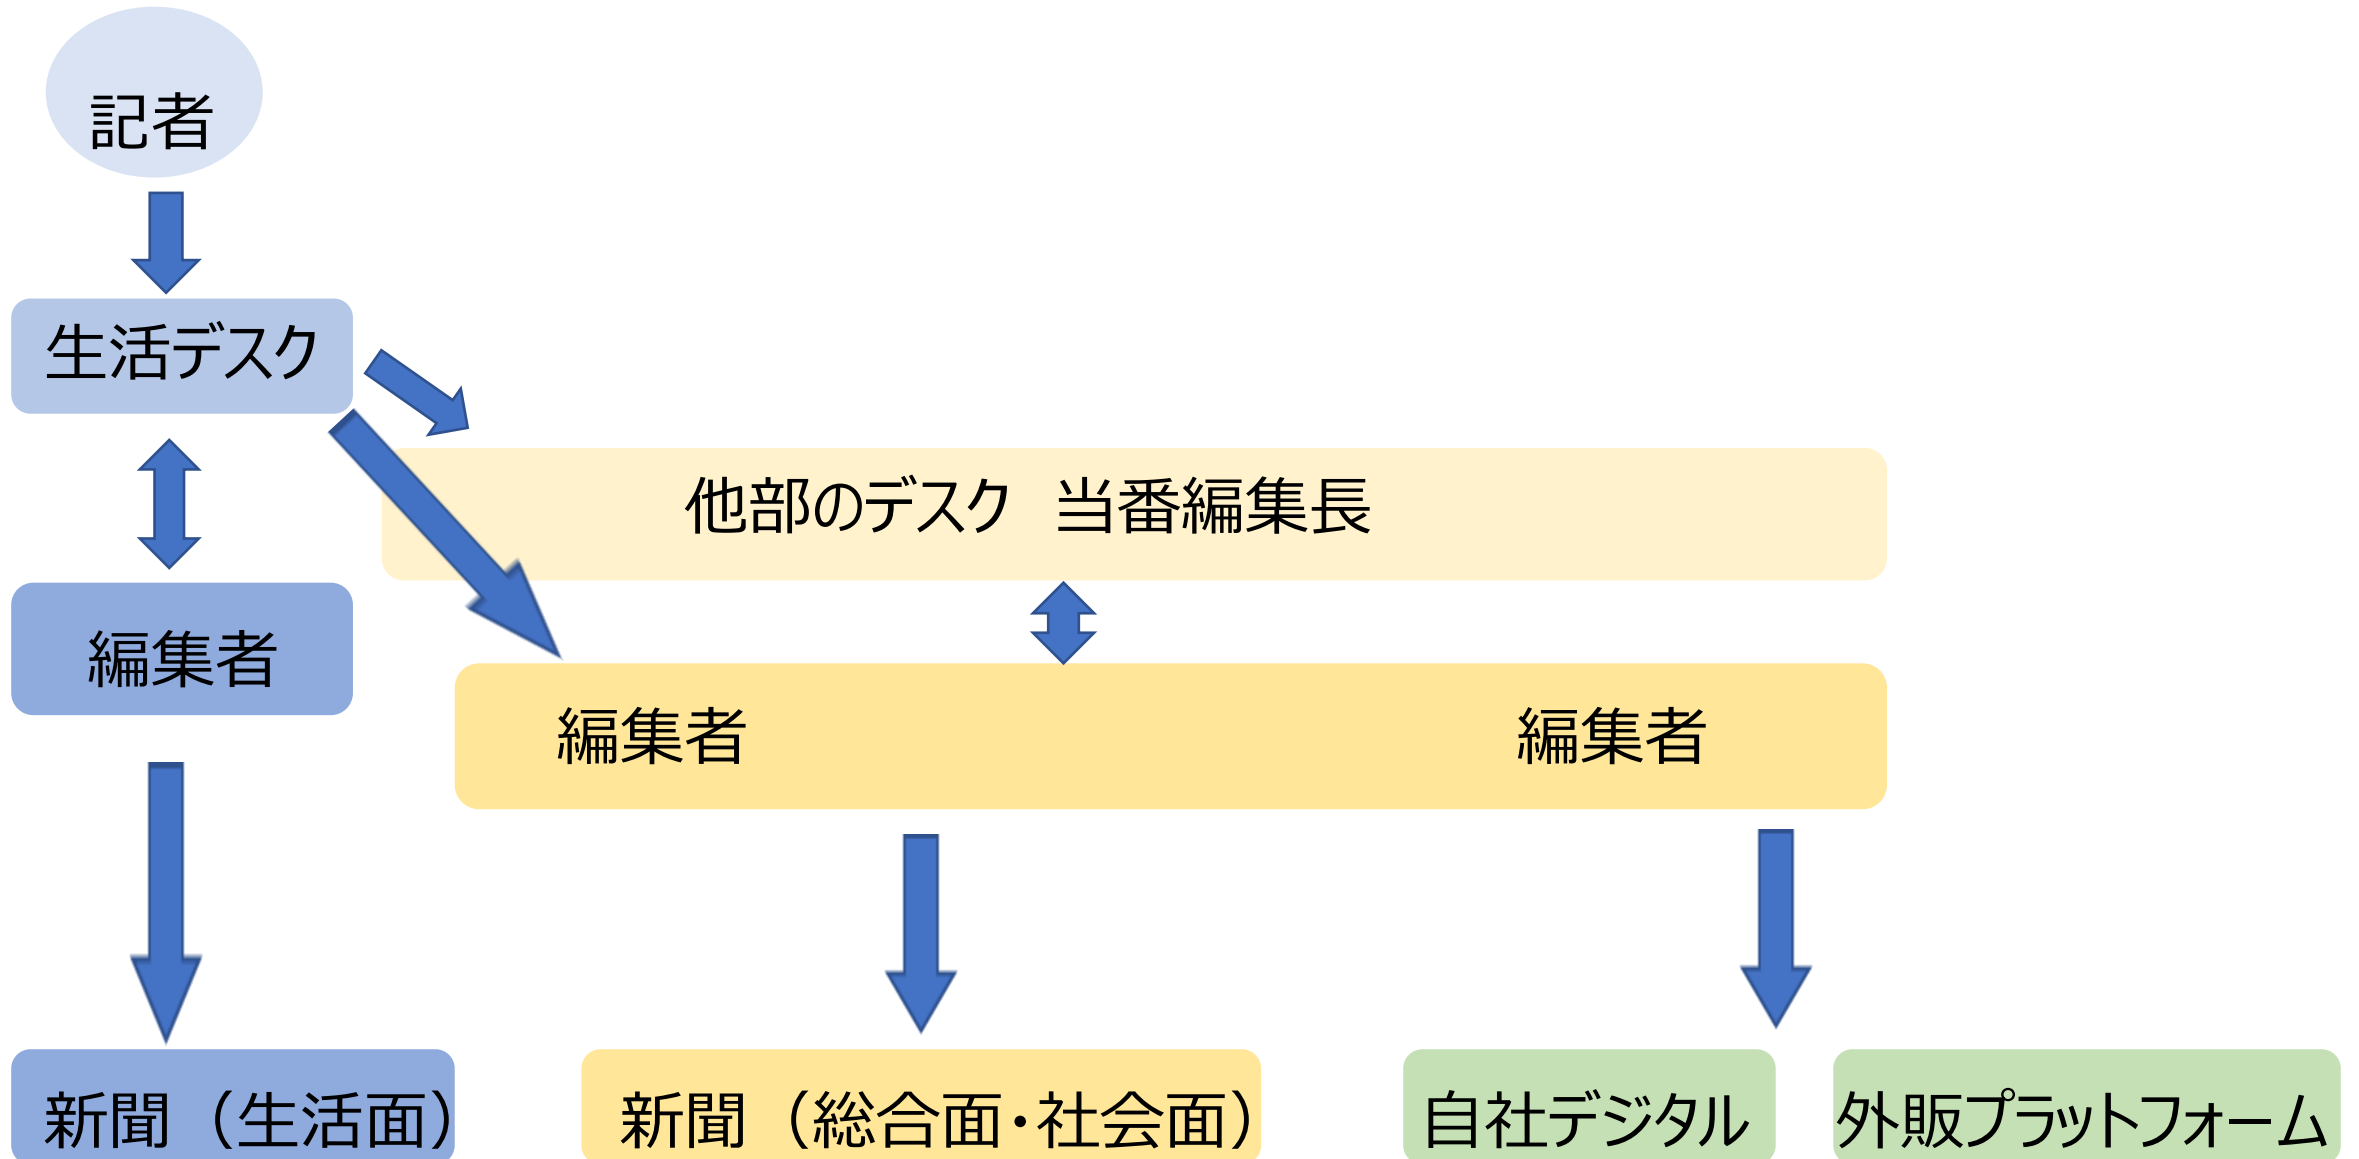 記者
生活デスク
他部のデスク　当番編集長
編集者
編集者
編集者
新聞（生活面）
新聞（総合面・社会面）
自社デジタル
外販プラットフォーム